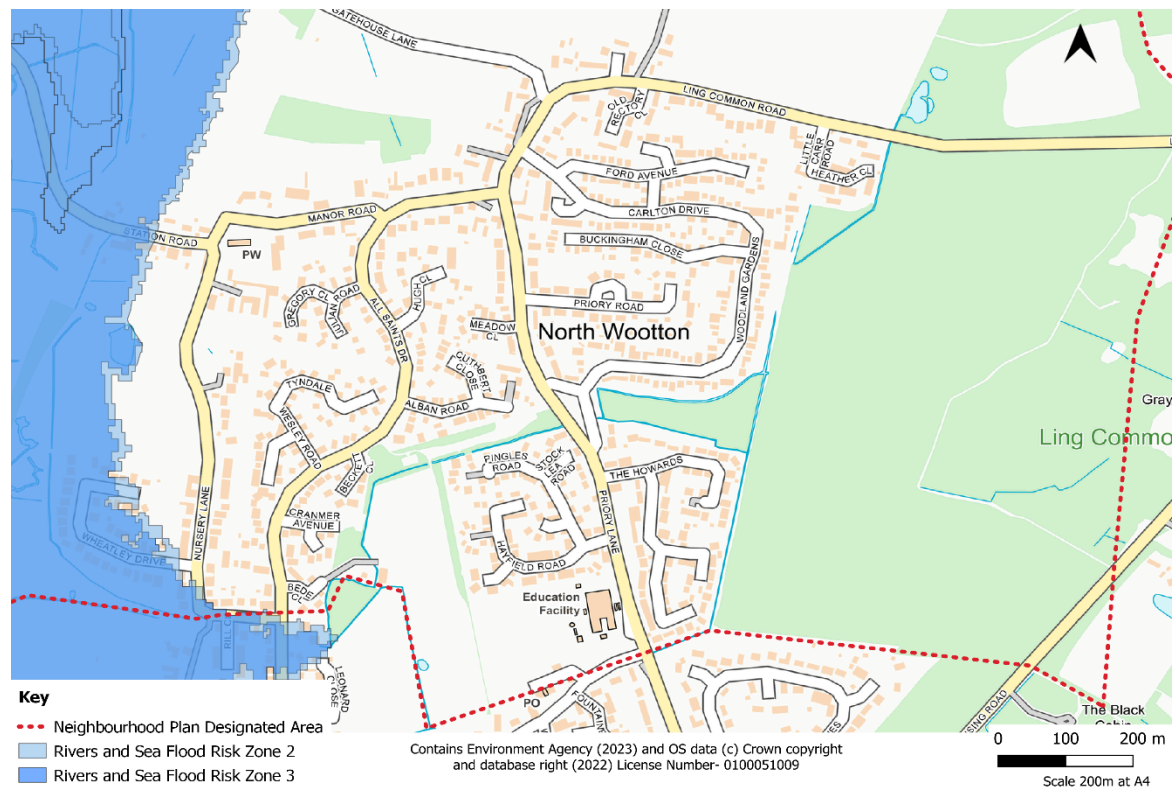 GATEHOUSE LANE
LING COMMON ROAD
OLD
RECTORY
CL
LITTLE
CARR
ROAD
HEATHER CL
FORD AVENUE
CARLTON DRIVE
BUCKINGHAM CLOSE
WOODLAND GARDENS
MANOR ROAD
STATION ROAD
PW
GREGORY CL
JULIAN ROAD
HUGH CL
ALL SAINTS DR
PRIORY ROAD
MEADOW
CL
North Wootton
CUTHBERT
CLOSE
TYNDALE
ALBAN ROAD
WESLEY ROAD
BECKETT
CL
Gray
Ling Commo
PINGLES
ROAD
STOCK
LEA
ROAD
THE HOWARDS
NURSERY LANE
CRANMER
AVENUE
PRIORY LANE
WHEATLEY DRIVE
HAYFIELD ROAD
BEDE
CL
Education
Facility
RILL C
LEONARD
CLOSE
PO
FOUNTAIN
SING ROAD
The Black
Cabin
Key
Neighbourhood Plan Designated Area
Rivers and Sea Flood Risk Zone 2
Rivers and Sea Flood Risk Zone 3
Contains Environment Agency (2023) and OS data (c) Crown copyright
and database right (2022) License Number- 0100051009
0 100 200 m
Scale 200m at A4